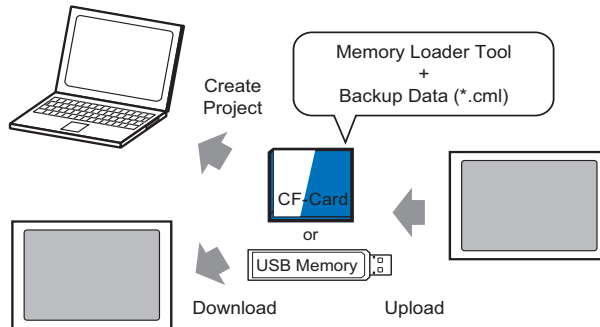 Memory Loader Tool
+
Backup Data (*.cml)
Create
Project
CF-Card
or
USB Memory
Download
Upload